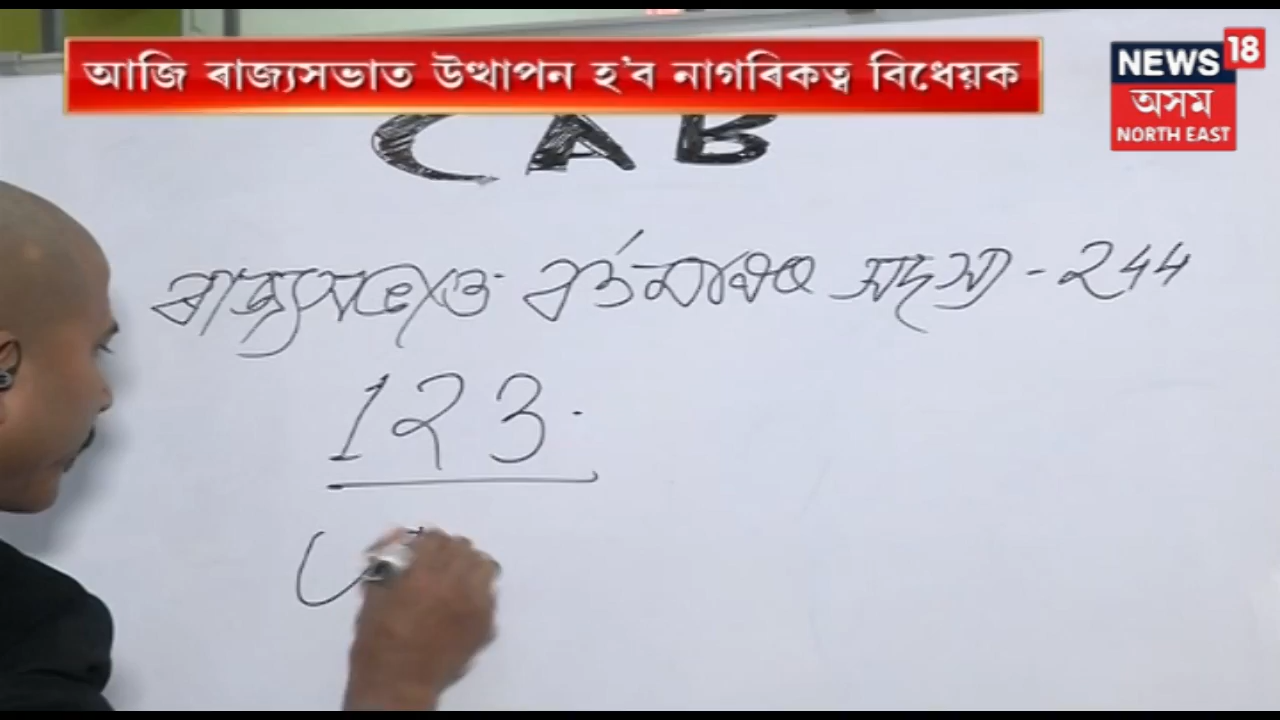 আজি ৰাজ্যসভাত উত্থাপন হ'ব নাগৰিকত্ব বিধেয়ক
NEWS 18
অসম
NORTH EAST
CAB
ৰাজ্যসভাত বৰ্তমানৰ সদস্য - 244
123